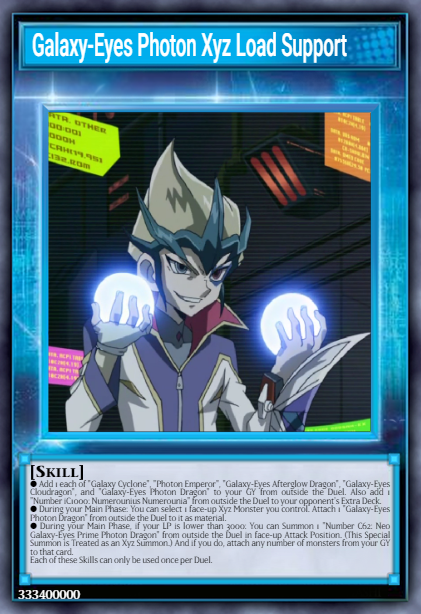 Galaxy-Eyes Photon Xyz Load Support
[SKILL]
● Add 1 each of "Galaxy Cyclone", "Photon Emperor", "Galaxy-Eyes Afterglow Dragon", "Galaxy-Eyes
Cloudragon", and "Galaxy-Eyes Photon Dragon" to your GY from outside the Duel. Also add 1
"Number iC1000: Numerounius Numerounia" from outside the Duel to your opponent's Extra Deck.
● During your Main Phase: You can select 1 face-up Xyz Monster you control. Attach 1 "Galaxy-Eyes
Photon Dragon" from outside the Duel to it as material.
● During your Main Phase, if your LP is lower than 3000: You can Summon 1 "Number C62: Neo
Galaxy-Eyes Prime Photon Dragon" from outside the Duel in face-up Attack Position. (This Special
Summon is Treated as an Xyz Summon.) And if you do, attach any number of monsters from your GY
to that card.
Each of these Skills can only be used once per Duel.
333400000